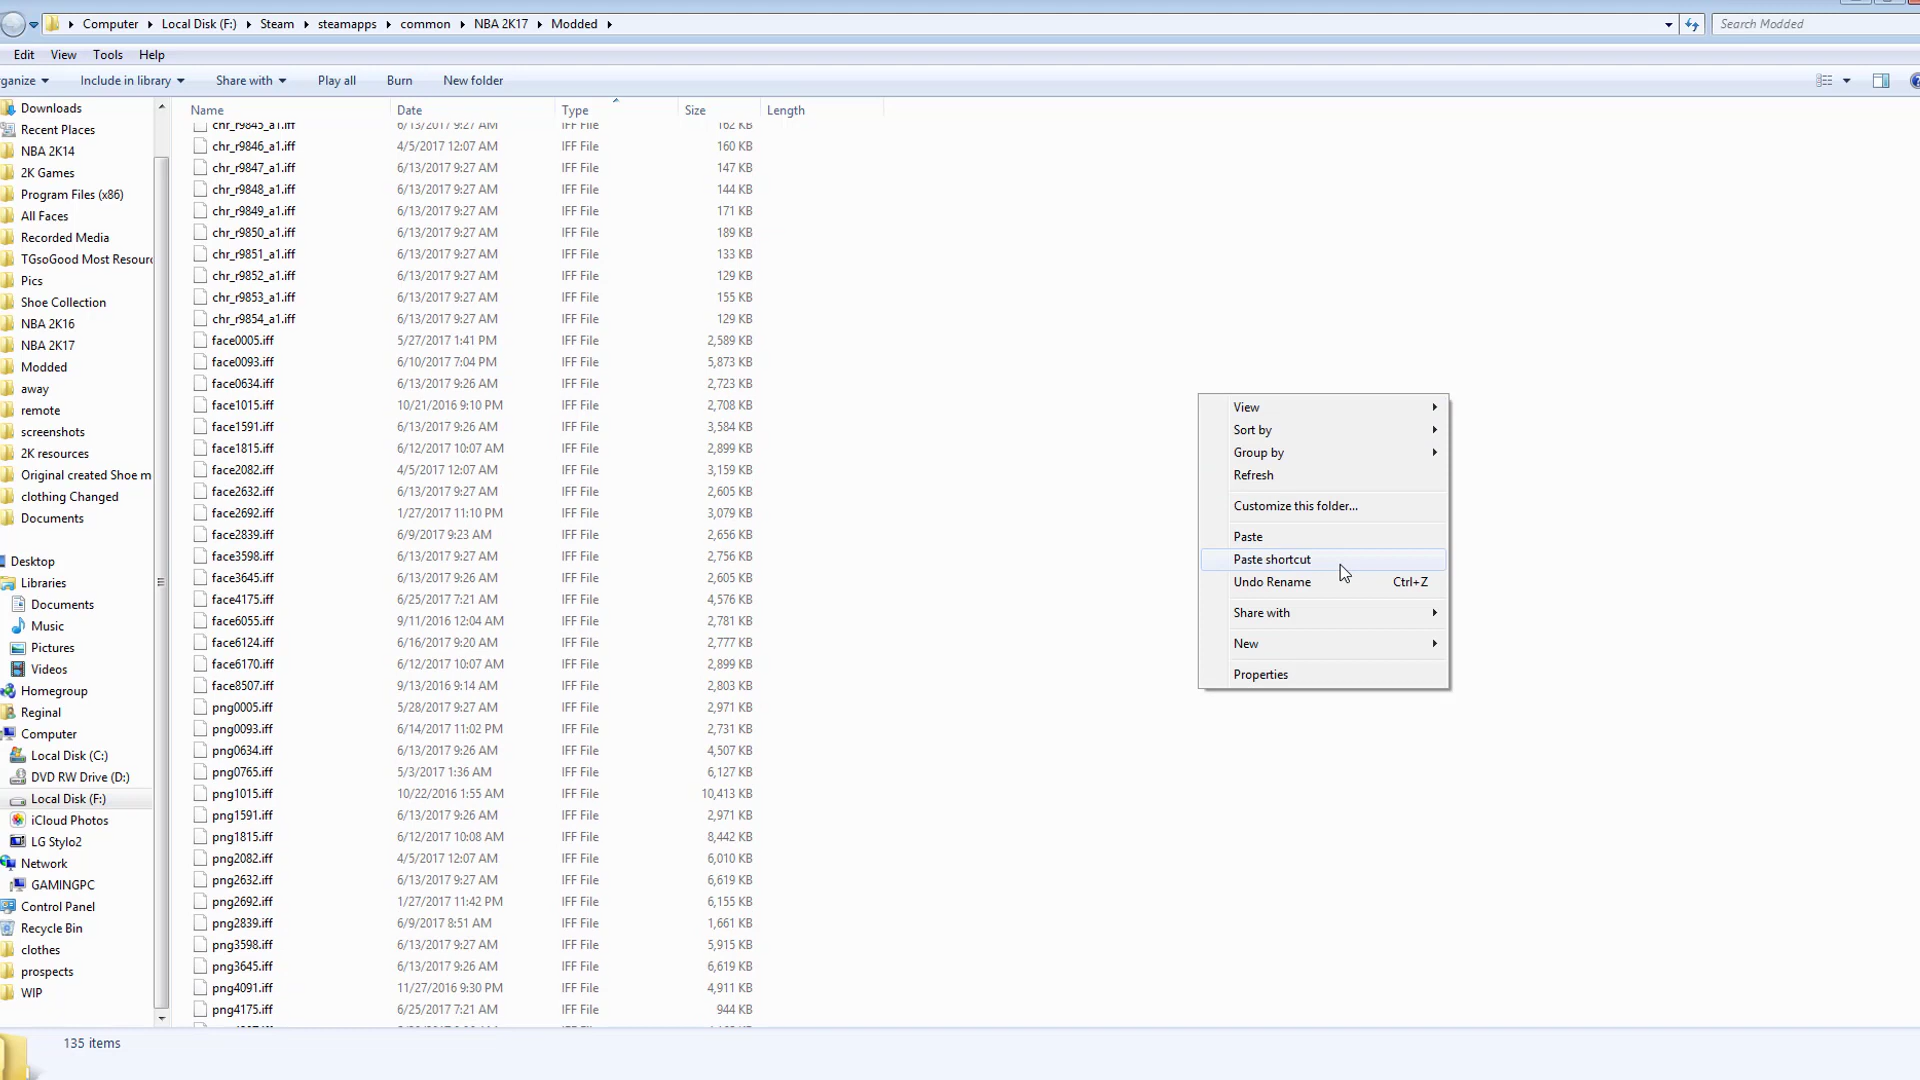 Computer Local Disk (F:) Steam steamapps common NBA 2K17 Modded Search Modded
Edit View Tools Help
ganize Include in library Share with Play all Burn New folder
Name Date Type Size Length
chr_r9845_a1.iff 6/13/2017 9:27 AM IFF File 162 KB
chr_r9846_a1.iff 4/5/2017 12:07 AM IFF File 160 KB
chr_r9847_a1.iff 6/13/2017 9:27 AM IFF File 147 KB
chr_r9848_a1.iff 6/13/2017 9:27 AM IFF File 144 KB
chr_r9849_a1.iff 6/13/2017 9:27 AM IFF File 171 KB
chr_r9850_a1.iff 6/13/2017 9:27 AM IFF File 189 KB
chr_r9851_a1.iff 6/13/2017 9:27 AM IFF File 133 KB
chr_r9852_a1.iff 6/13/2017 9:27 AM IFF File 129 KB
chr_r9853_a1.iff 6/13/2017 9:27 AM IFF File 155 KB
chr_r9854_a1.iff 6/13/2017 9:27 AM IFF File 129 KB
face0005.iff 5/27/2017 1:41 PM IFF File 2,589 KB
face0093.iff 6/10/2017 7:04 PM IFF File 5,873 KB
face0634.iff 6/13/2017 9:26 AM IFF File 2,723 KB
face1015.iff 10/21/2016 9:10 PM IFF File 2,708 KB
face1591.iff 6/13/2017 9:26 AM IFF File 3,584 KB
face1815.iff 6/12/2017 10:07 AM IFF File 2,899 KB
face2082.iff 4/5/2017 12:07 AM IFF File 3,159 KB
face2632.iff 6/13/2017 9:27 AM IFF File 2,605 KB
face2692.iff 1/27/2017 11:10 PM IFF File 3,079 KB
face2839.iff 6/9/2017 9:23 AM IFF File 2,656 KB
face3598.iff 6/13/2017 9:27 AM IFF File 2,756 KB
face3645.iff 6/13/2017 9:26 AM IFF File 2,605 KB
face4175.iff 6/25/2017 7:21 AM IFF File 4,576 KB
face6055.iff 9/11/2016 12:04 AM IFF File 2,781 KB
face6124.iff 6/16/2017 9:20 AM IFF File 2,777 KB
face6170.iff 6/12/2017 10:07 AM IFF File 2,899 KB
face8507.iff 9/13/2016 9:14 AM IFF File 2,803 KB
png0005.iff 5/28/2017 9:27 AM IFF File 2,971 KB
png0093.iff 6/14/2017 11:02 PM IFF File 2,731 KB
png0634.iff 6/13/2017 9:26 AM IFF File 4,507 KB
png0765.iff 5/3/2017 1:36 AM IFF File 6,127 KB
png1015.iff 10/22/2016 1:55 AM IFF File 10,413 KB
png1591.iff 6/13/2017 9:26 AM IFF File 2,971 KB
png1815.iff 6/12/2017 10:08 AM IFF File 8,442 KB
png2082.iff 4/5/2017 12:07 AM IFF File 6,010 KB
png2632.iff 6/13/2017 9:27 AM IFF File 6,619 KB
png2692.iff 1/27/2017 11:42 PM IFF File 6,155 KB
png2839.iff 6/9/2017 8:51 AM IFF File 1,661 KB
png3598.iff 6/13/2017 9:27 AM IFF File 5,915 KB
png3645.iff 6/13/2017 9:26 AM IFF File 6,619 KB
png4091.iff 11/27/2016 9:30 PM IFF File 4,911 KB
png4175.iff 6/25/2017 7:21 AM IFF File 944 KB
Downloads
Recent Places
NBA 2K14
2K Games
Program Files (x86)
All Faces
Recorded Media
TGsoGood Most Resourc
Pics
Shoe Collection
NBA 2K16
NBA 2K17
Modded
away
remote
screenshots
2K resources
Original created Shoe m
clothing Changed
Documents
Desktop
Libraries
Documents
Music
Pictures
Videos
Homegroup
Reginal
Computer
Local Disk (C:)
DVD RW Drive (D:)
Local Disk (F:)
iCloud Photos
LG Stylo2
Network
GAMINGPC
Control Panel
Recycle Bin
clothes
prospects
WIP
View
Sort by
Group by
Refresh
Customize this folder...
Paste
Paste shortcut
Undo Rename Ctrl+Z
Share with
New
Properties
135 items